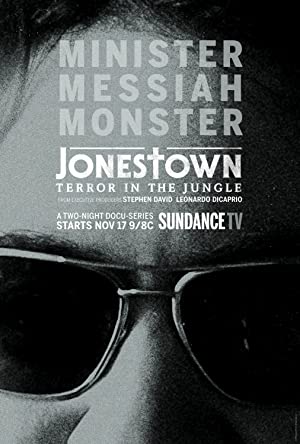 MINISTER
MESSIAH
MONSTER
JONESTOWN
TERROR IN THE JUNGLE
FROM EXECUTIVE PRODUCERS STEPHEN DAVID LEONARDO DICAPRIO
A TWO-NIGHT DOCU-SERIES
STARTS NOV 17 9/8C SUNDANCE TV